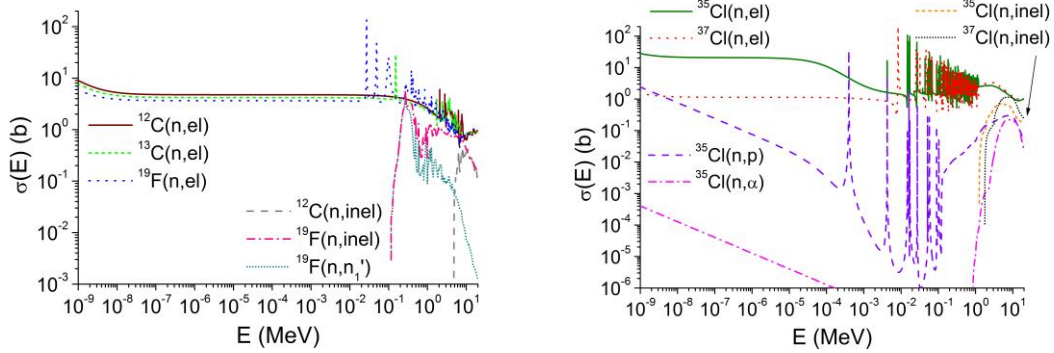 σ(E) (b)
10²
10¹
10⁰
10⁻¹
10⁻²
10⁻³
¹²C(n,el)
¹³C(n,el)
¹⁹F(n,el)
¹²C(n,inel)
¹⁹F(n,inel)
¹⁹F(n,n₁')
10⁻⁹ 10⁻⁸ 10⁻⁷ 10⁻⁶ 10⁻⁵ 10⁻⁴ 10⁻³ 10⁻² 10⁻¹ 10⁰ 10¹
E (MeV)
³⁵Cl(n,el)
³⁷Cl(n,el)
³⁵Cl(n,inel)
³⁷Cl(n,inel)
σ(E) (b)
10²
10¹
10⁰
10⁻¹
10⁻²
10⁻³
10⁻⁴
10⁻⁵
10⁻⁶
³⁵Cl(n,p)
³⁵Cl(n,α)
10⁻⁹ 10⁻⁸ 10⁻⁷ 10⁻⁶ 10⁻⁵ 10⁻⁴ 10⁻³ 10⁻² 10⁻¹ 10⁰ 10¹
E (MeV)